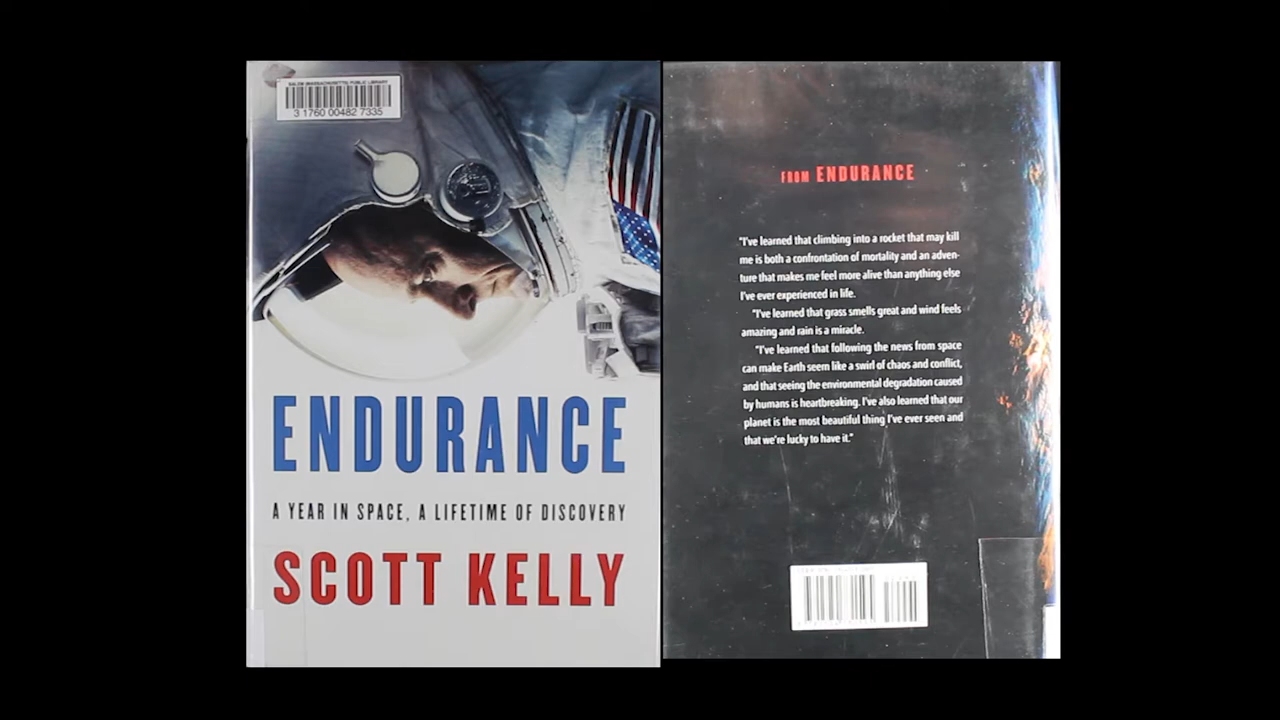 SALEM (MASSACHUSETTS) PUBLIC LIBRARY
3 1760 00482 7335
ENDURANCE
A YEAR IN SPACE, A LIFETIME OF DISCOVERY
SCOTT KELLY
FROM ENDURANCE
"I've learned that climbing into a rocket that may kill
me is both a confrontation of mortality and an adven-
ture that makes me feel more alive than anything else
I've ever experienced in life.
"I've learned that grass smells great and wind feels
amazing and rain is a miracle.
"I've learned that following the news from space
can make Earth seem like a swirl of chaos and conflict,
and that seeing the environmental degradation caused
by humans is heartbreaking. I've also learned that our
planet is the most beautiful thing I've ever seen and
that we're lucky to have it."